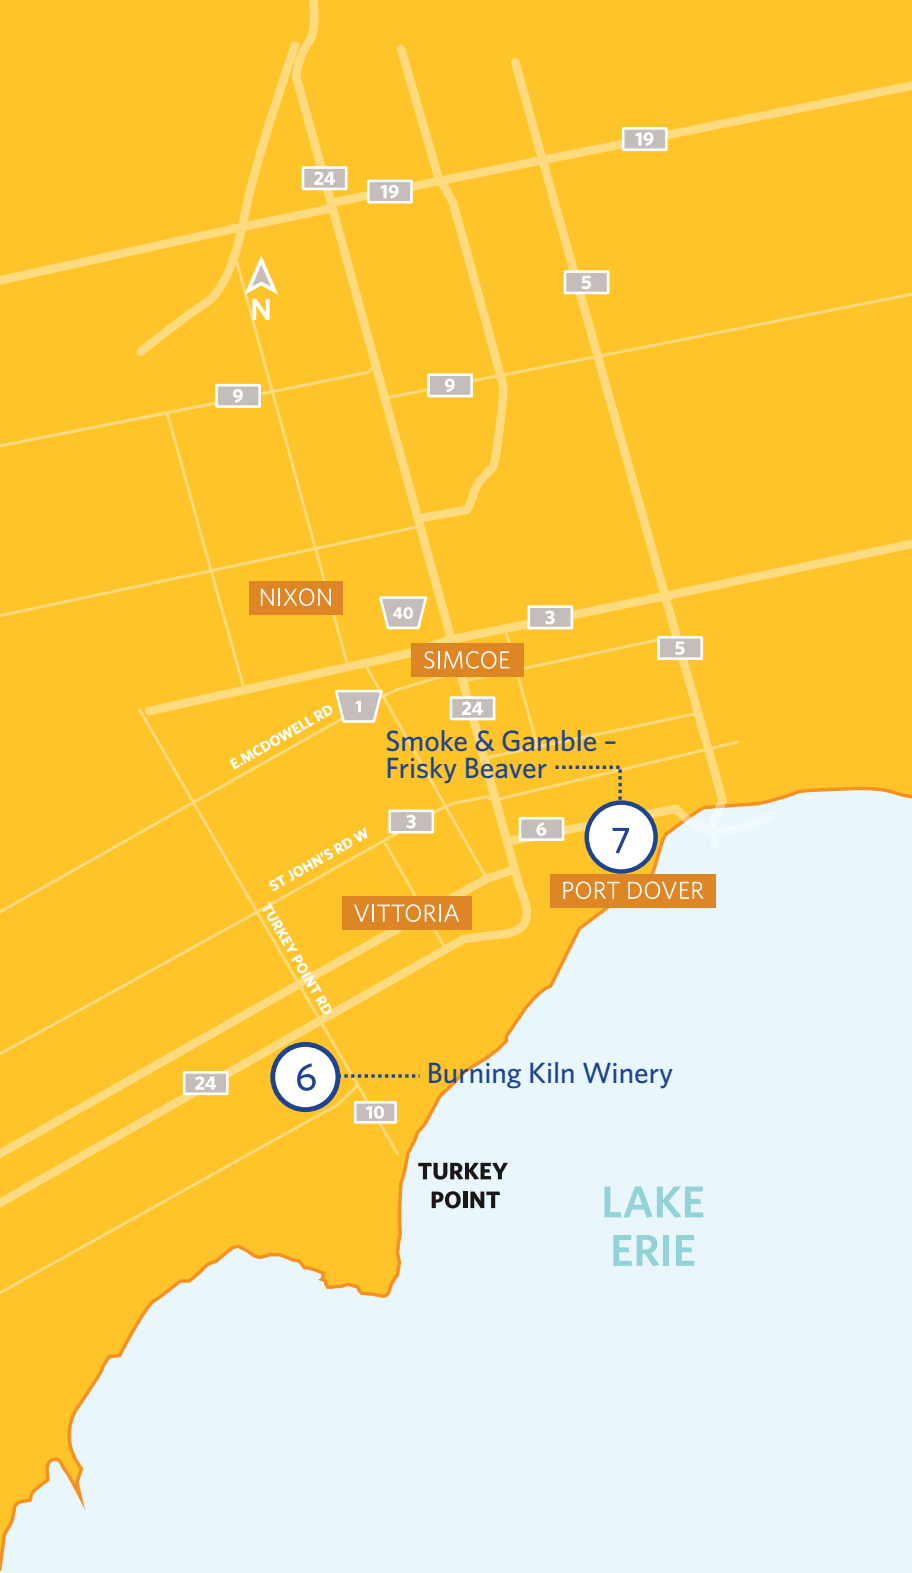 19
24
19
N
5
9
9
NIXON
40
3
SIMCOE
5
1
24
E.MCDOWELL RD
Smoke & Gamble –
Frisky Beaver
3
6
7
ST JOHN'S RD W
PORT DOVER
VITTORIA
TURKEY POINT RD
6
Burning Kiln Winery
24
10
TURKEY
POINT
LAKE
ERIE